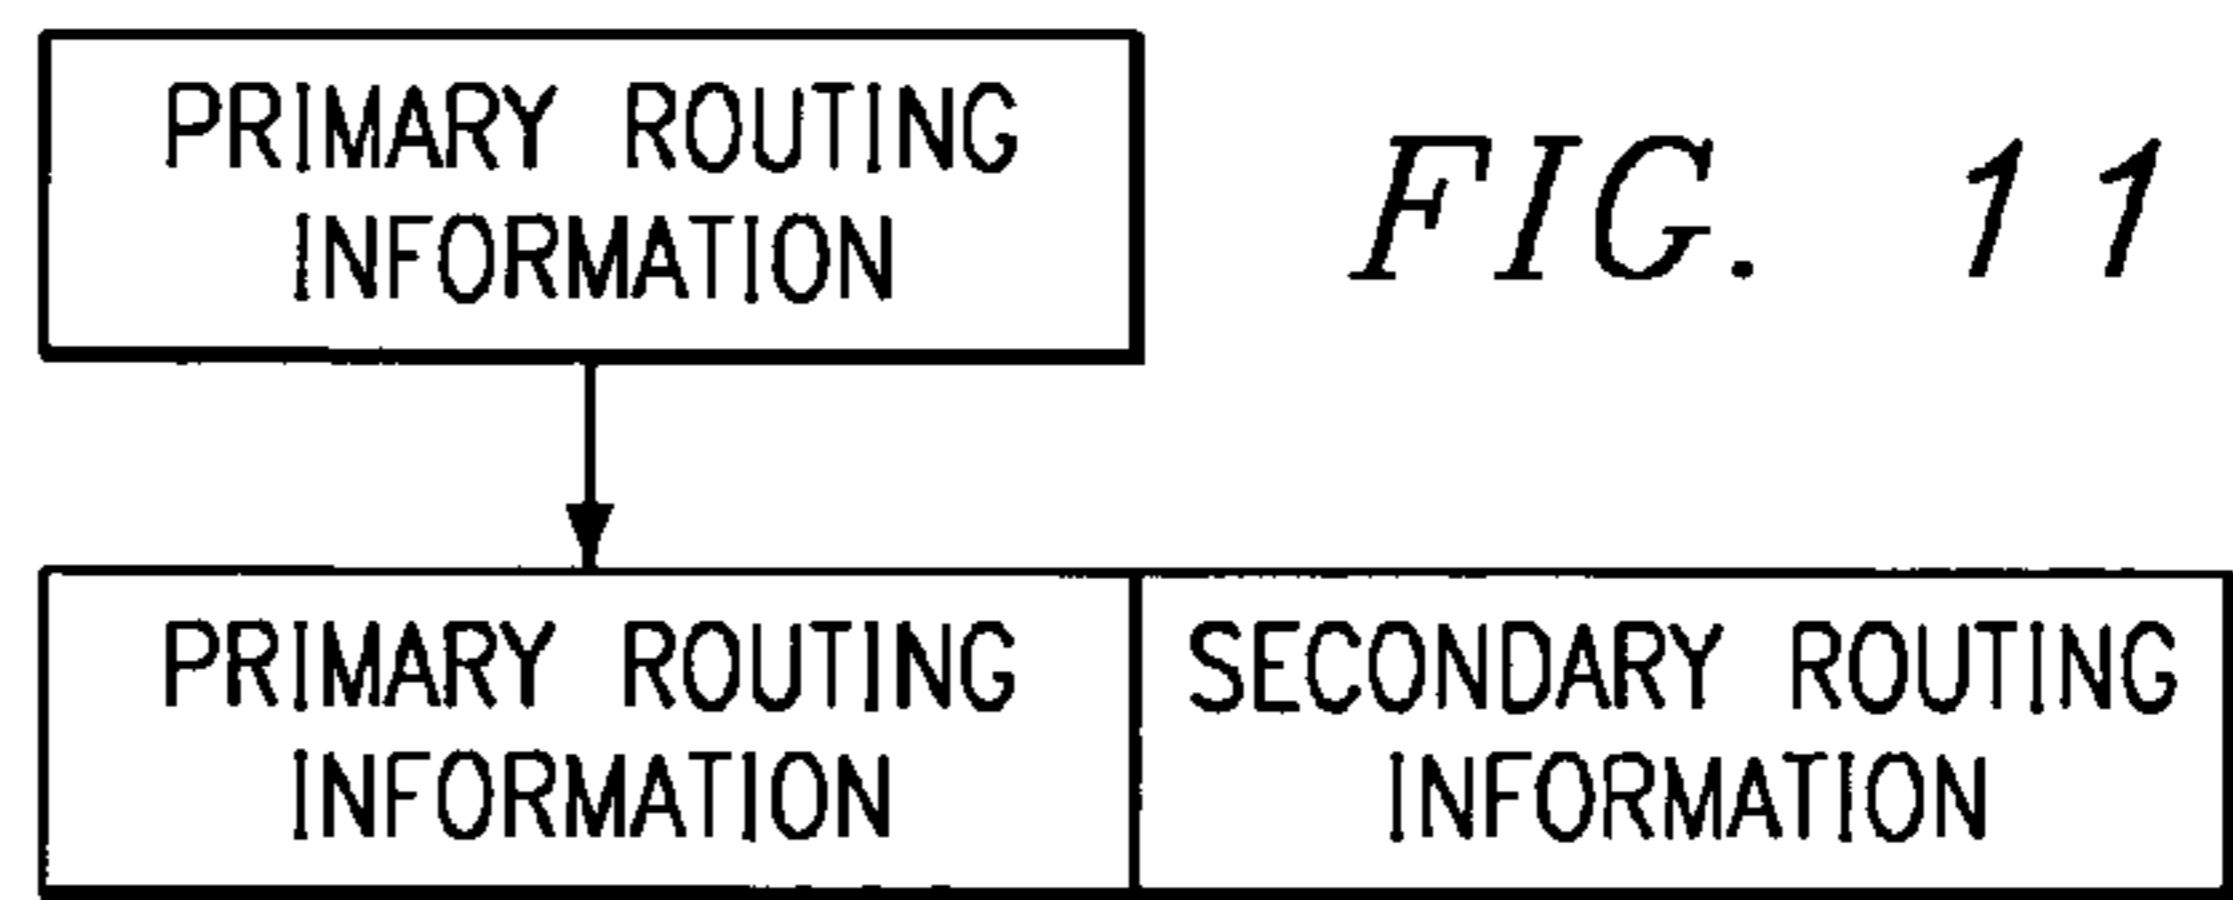 PRIMARY ROUTING
INFORMATION
FIG. 11
PRIMARY ROUTING
INFORMATION
SECONDARY ROUTING
INFORMATION